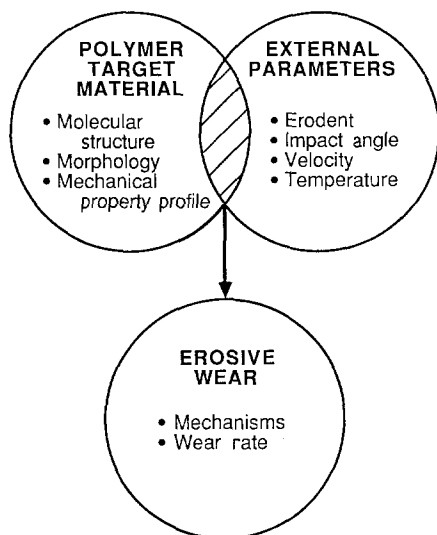 POLYMER
TARGET
MATERIAL
• Molecular
structure
• Morphology
• Mechanical
property profile
EXTERNAL
PARAMETERS
• Erodent
• Impact angle
• Velocity
• Temperature
EROSIVE
WEAR
• Mechanisms
• Wear rate